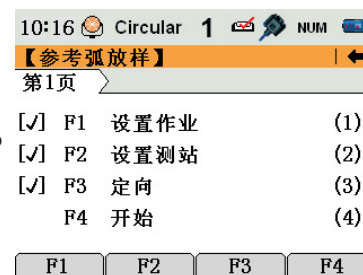 10:16 Circular 1 NUM
【参考弧放样】
第1页
[✓] F1 设置作业 (1)
[✓] F2 设置测站 (2)
[✓] F3 定向 (3)
F4 开始 (4)
F1 F2 F3 F4